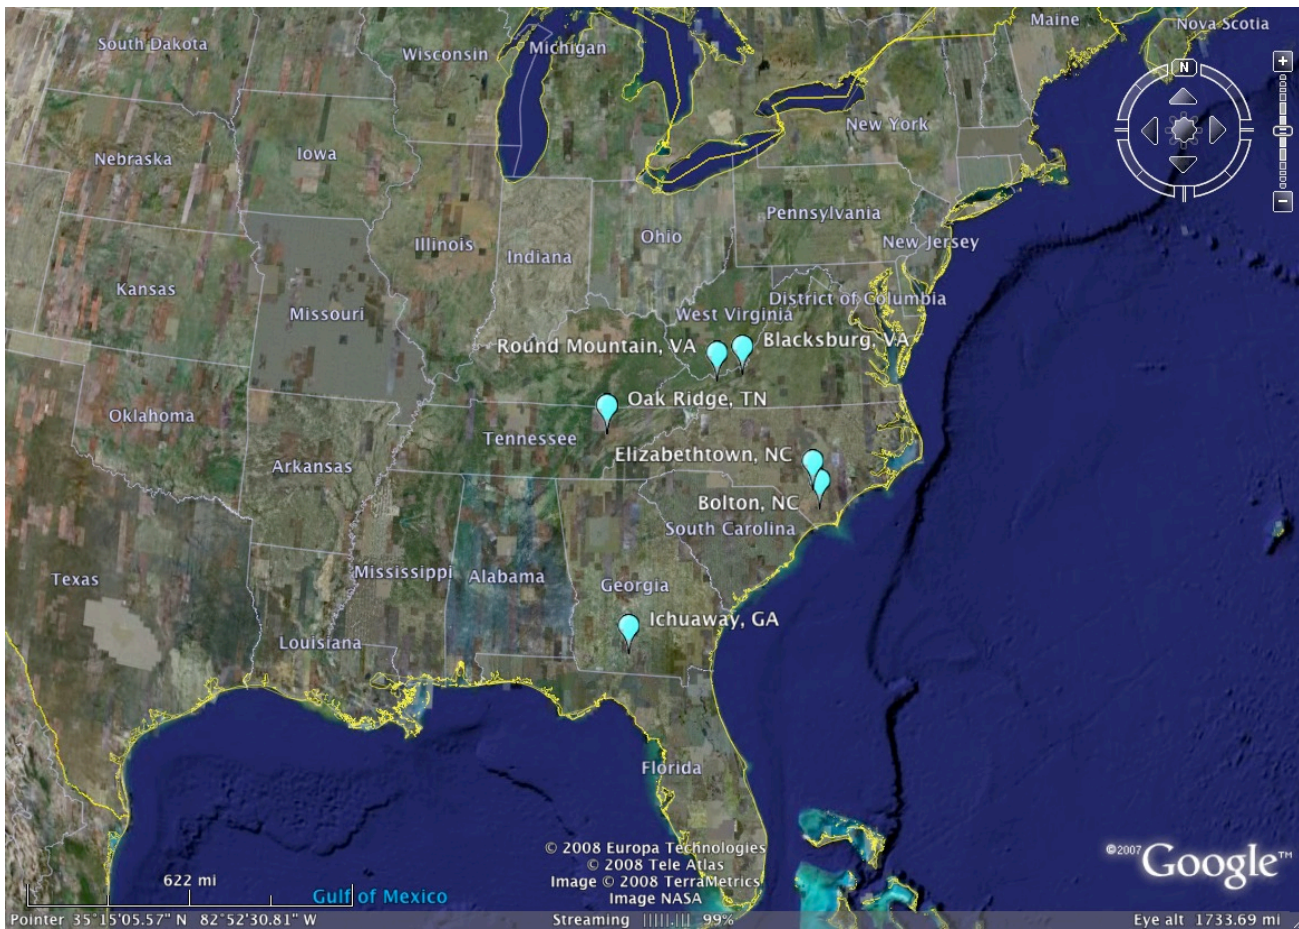 Maine
Nova Scotia
South Dakota
Wisconsin
Michigan
N
New York
Nebraska
Iowa
Pennsylvania
Illinois
Ohio
Indiana
New Jersey
Kansas
Missouri
District of Columbia
West Virginia
Round Mountain, VA
Blacksburg, VA
Oak Ridge, TN
Oklahoma
Tennessee
Elizabethtown, NC
Arkansas
Bolton, NC
South Carolina
Texas
Mississippi
Alabama
Georgia
Ichuaway, GA
Louisiana
Florida
© 2008 Europa Technologies
© 2008 Tele Atlas
Image © 2008 TerraMetrics
Image NASA
©2007 Google™
622 mi
Gulf of Mexico
Pointer 35°15'05.57" N 82°52'30.81" W
Streaming ||||||||| 99%
Eye alt 1733.69 mi